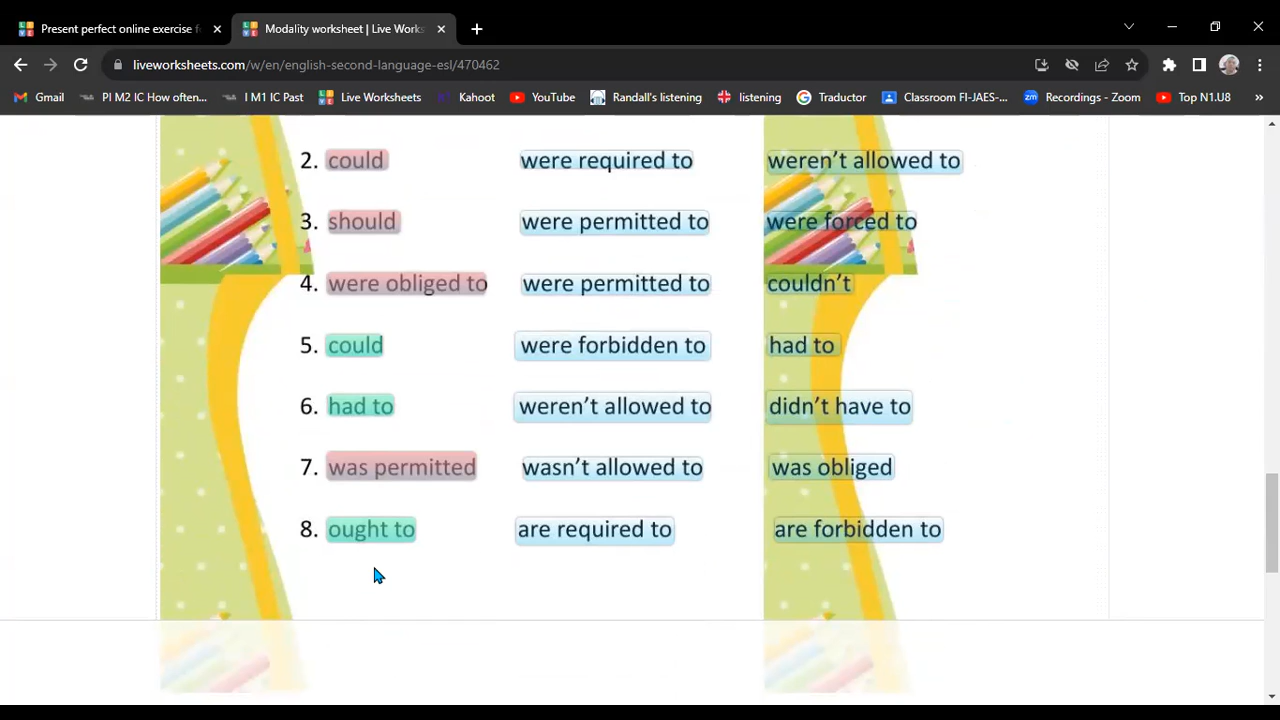 Present perfect online exercise f
Modality worksheet | Live Works
liveworksheets.com/w/en/english-second-language-esl/470462
Gmail PI M2 IC How often... I M1 IC Past Live Worksheets Kahoot YouTube Randall's listening listening Traductor Classroom FI-JAES-... Recordings - Zoom Top N1.U8 »
2. could were required to weren't allowed to
3. should were permitted to were forced to
4. were obliged to were permitted to couldn't
5. could were forbidden to had to
6. had to weren't allowed to didn't have to
7. was permitted wasn't allowed to was obliged
8. ought to are required to are forbidden to